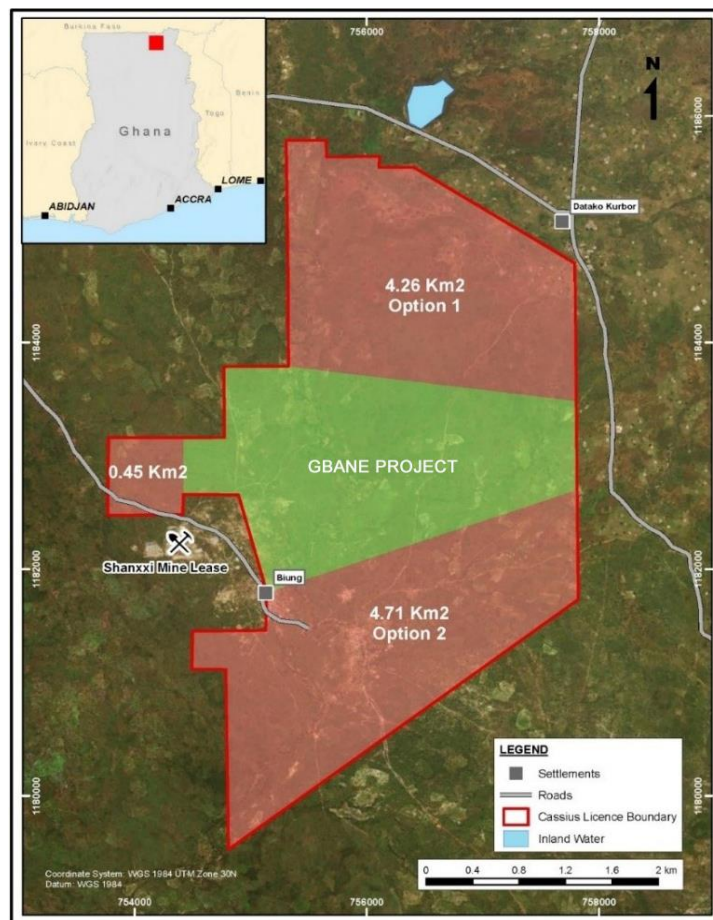 756000
758000
Burkina Faso
Ghana
Togo
Benin
Ivory Coast
LOME
ACCRA
ABIDJAN
N
1186000
1186000
Datako Kurbor
4.26 Km2
Option 1
1184000
1184000
GBANE PROJECT
0.45 Km2
Shanxxi Mine Lease
1182000
1182000
Biung
4.71 Km2
Option 2
1180000
1180000
LEGEND
Settlements
Roads
Cassius Licence Boundary
Inland Water
Coordinate System: WGS 1984 UTM Zone 30N
Datum: WGS 1984
0 0.4 0.8 1.2 1.6 2 km
754000
756000
758000